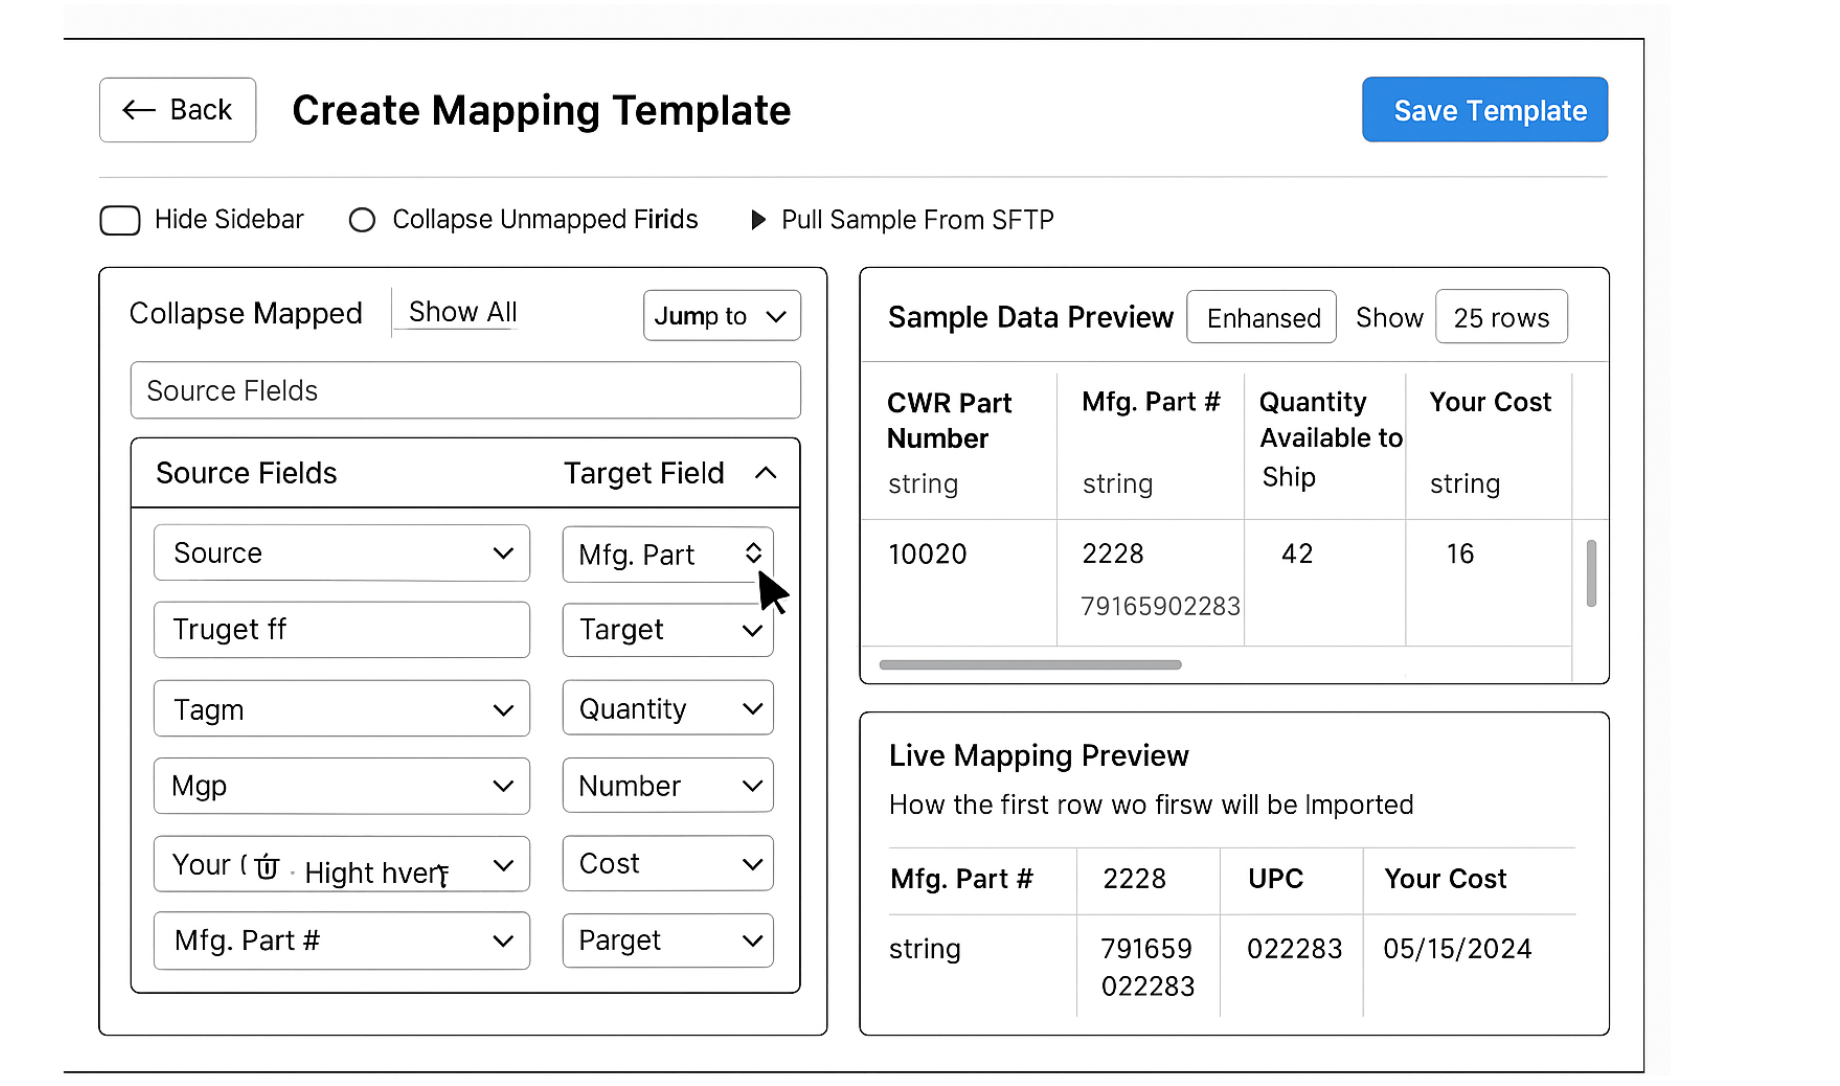 ← Back
Create Mapping Template
Save Template
Hide Sidebar
Collapse Unmapped Firids
Pull Sample From SFTP
Collapse Mapped
Show All
Jump to
Source Fields
Source Fields
Target Field
Source
Mfg. Part
Truget ff
Target
Tagm
Quantity
Mgp
Number
Your (
Hight hvert
Cost
Mfg. Part #
Parget
Sample Data Preview
Enhansed
Show
25 rows
CWR Part
Number
string
Mfg. Part #
string
Quantity
Available to
Ship
Your Cost
string
10020
2228
79165902283
42
16
Live Mapping Preview
How the first row wo firsw will be Imported
Mfg. Part #
2228
UPC
Your Cost
string
791659
022283
022283
05/15/2024